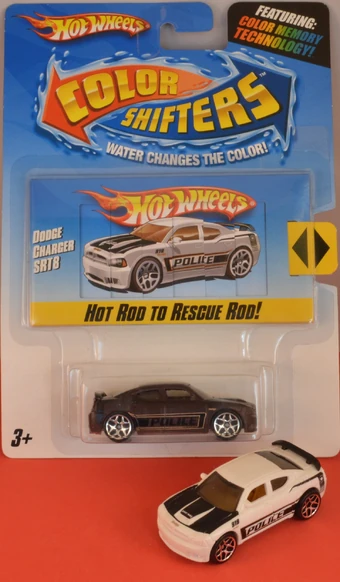 HOT WHEELS
FEATURING:
COLOR MEMORY
TECHNOLOGY!
COLOR
SHIFTERS™
WATER CHANGES THE COLOR!
HOT WHEELS
DODGE
CHARGER
SRT8
POLICE
HOT ROD TO RESCUE ROD!
POLICE
3+
POLICE